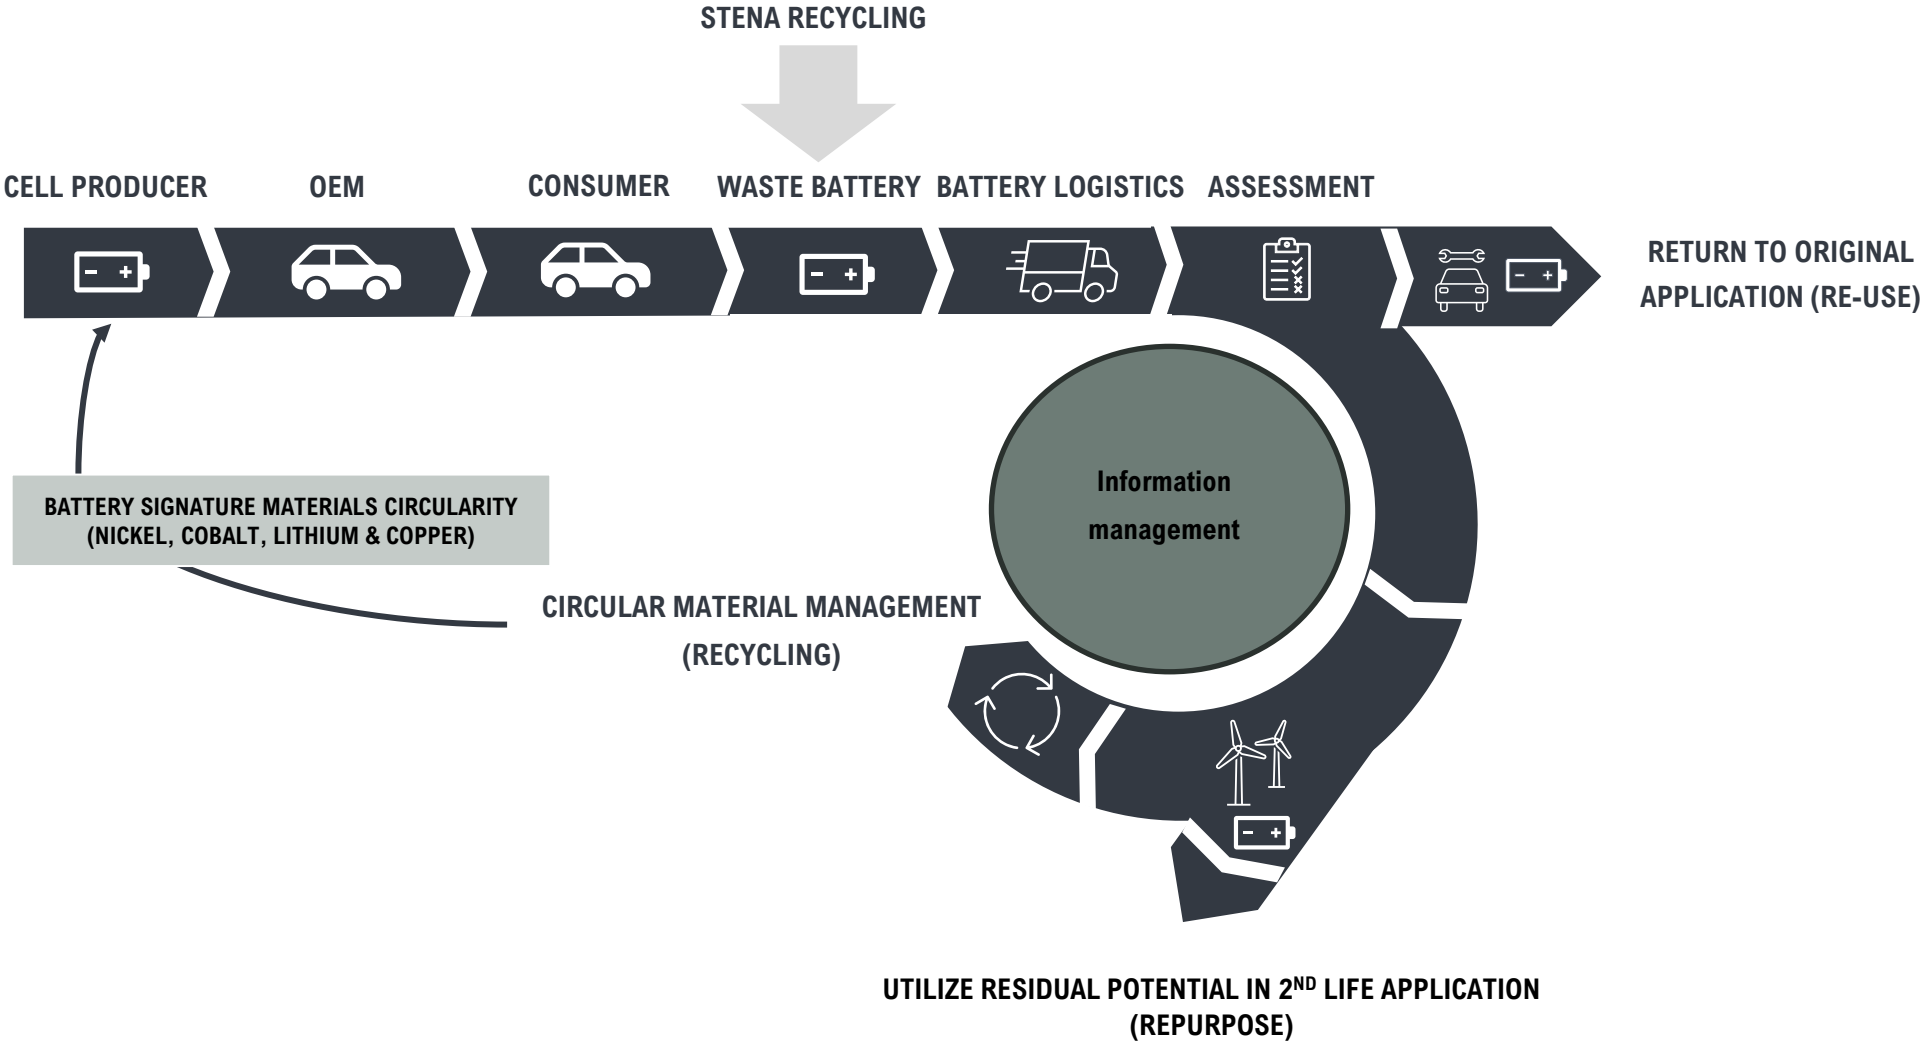 STENA RECYCLING
CELL PRODUCER
OEM
CONSUMER
WASTE BATTERY
BATTERY LOGISTICS
ASSESSMENT
RETURN TO ORIGINAL
APPLICATION (RE-USE)
Information
management
BATTERY SIGNATURE MATERIALS CIRCULARITY
(NICKEL, COBALT, LITHIUM & COPPER)
CIRCULAR MATERIAL MANAGEMENT
(RECYCLING)
UTILIZE RESIDUAL POTENTIAL IN 2ND LIFE APPLICATION
(REPURPOSE)